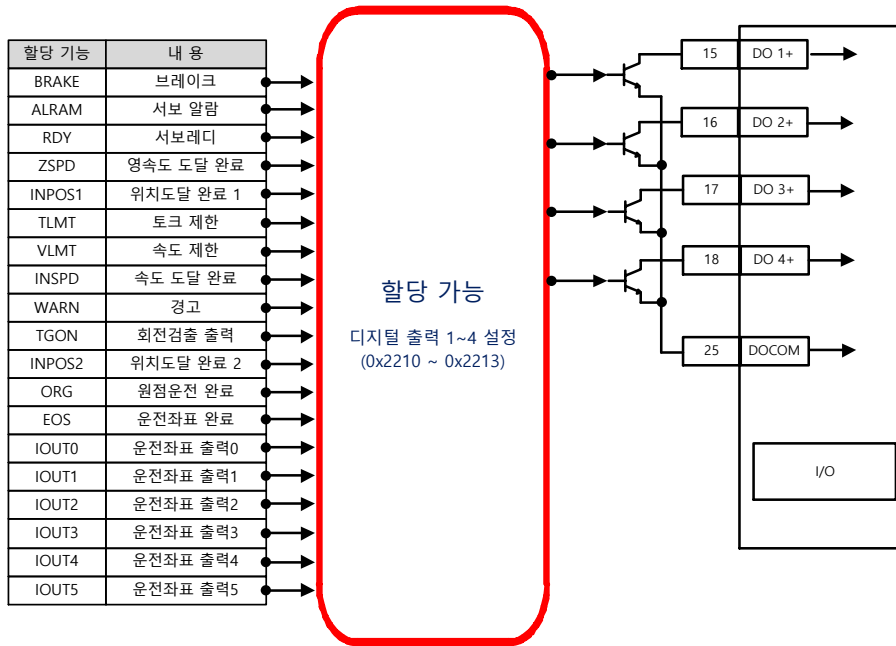 할당 기능 내 용
BRAKE 브레이크
ALRAM 서보 알람
RDY 서보레디
ZSPD 영속도 도달 완료
INPOS1 위치도달 완료 1
TLMT 토크 제한
VLMT 속도 제한
INSPD 속도 도달 완료
WARN 경고
TGON 회전검출 출력
INPOS2 위치도달 완료 2
ORG 원점운전 완료
EOS 운전좌표 완료
IOUT0 운전좌표 출력0
IOUT1 운전좌표 출력1
IOUT2 운전좌표 출력2
IOUT3 운전좌표 출력3
IOUT4 운전좌표 출력4
IOUT5 운전좌표 출력5
할당 가능
디지털 출력 1~4 설정
(0x2210 ~ 0x2213)
15 DO 1+
16 DO 2+
17 DO 3+
18 DO 4+
25 DOCOM
I/O